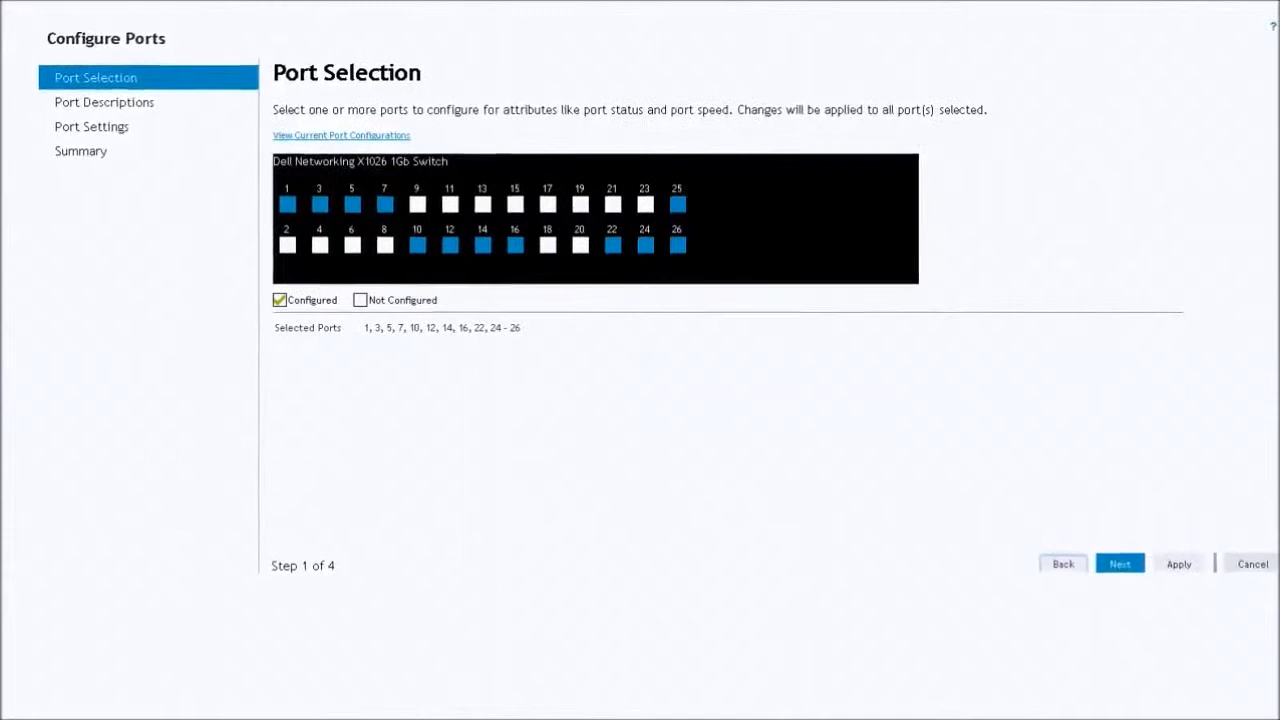 ?
Configure Ports
Port Selection
Port Descriptions
Port Settings
Summary
Port Selection
Select one or more ports to configure for attributes like port status and port speed. Changes will be applied to all port(s) selected.
View Current Port Configurations
Dell Networking X1026 1Gb Switch
1 3 5 7 9 11 13 15 17 19 21 23 25
2 4 6 8 10 12 14 16 18 20 22 24 26
Configured Not Configured
Selected Ports 1, 3, 5, 7, 10, 12, 14, 16, 22, 24 - 26
Step 1 of 4
Back Next Apply Cancel